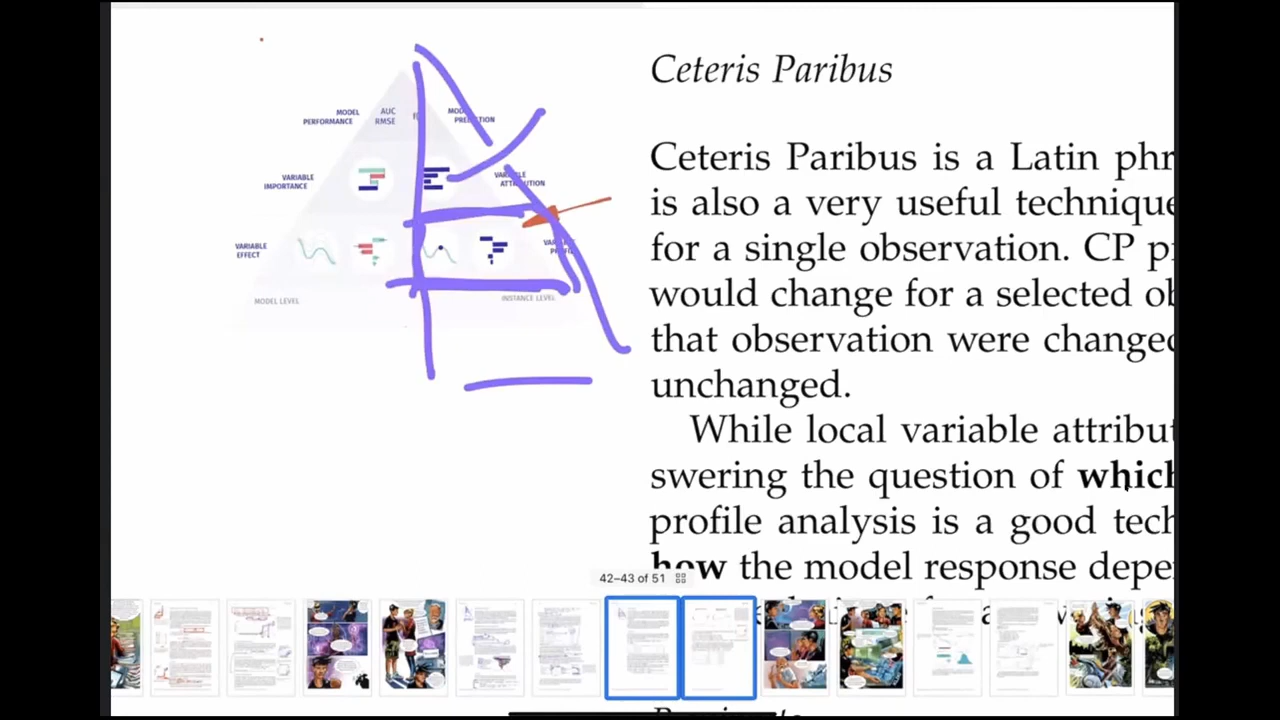 MODEL
PERFORMANCE
AUC
RMSE
VARIABLE
IMPORTANCE
VARIABLE
EFFECT
MODEL LEVEL
INSTANCE LEVEL
Ceteris Paribus
Ceteris Paribus is a Latin phr
is also a very useful technique
for a single observation. CP p
would change for a selected o
that observation were changed
unchanged.
While local variable attribut
swering the question of which
profile analysis is a good tech
how the model response depe
42–43 of 51